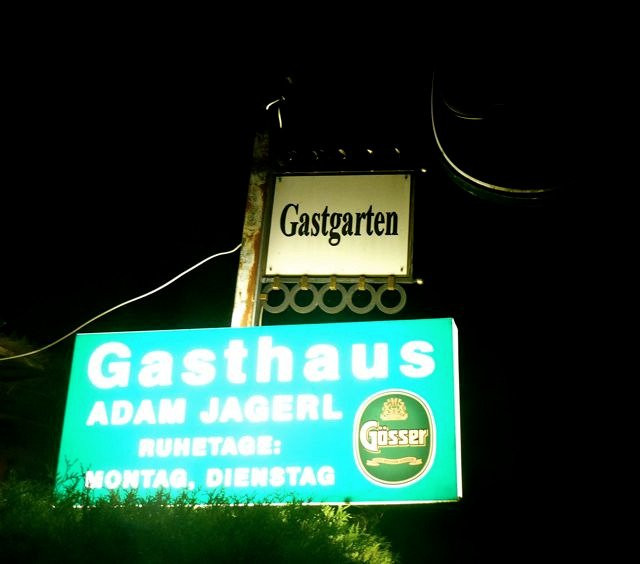 Gastgarten
Gasthaus
ADAM JAGERL
RUHETAGE:
MONTAG, DIENSTAG
Gösser